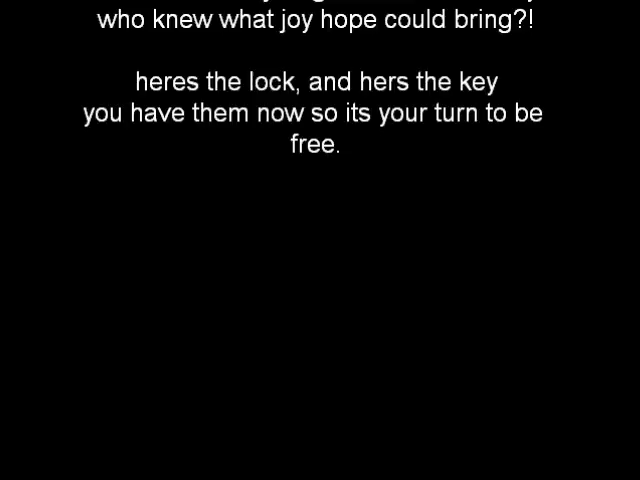 who knew what joy hope could bring?!
heres the lock, and hers the key
you have them now so its your turn to be
free.